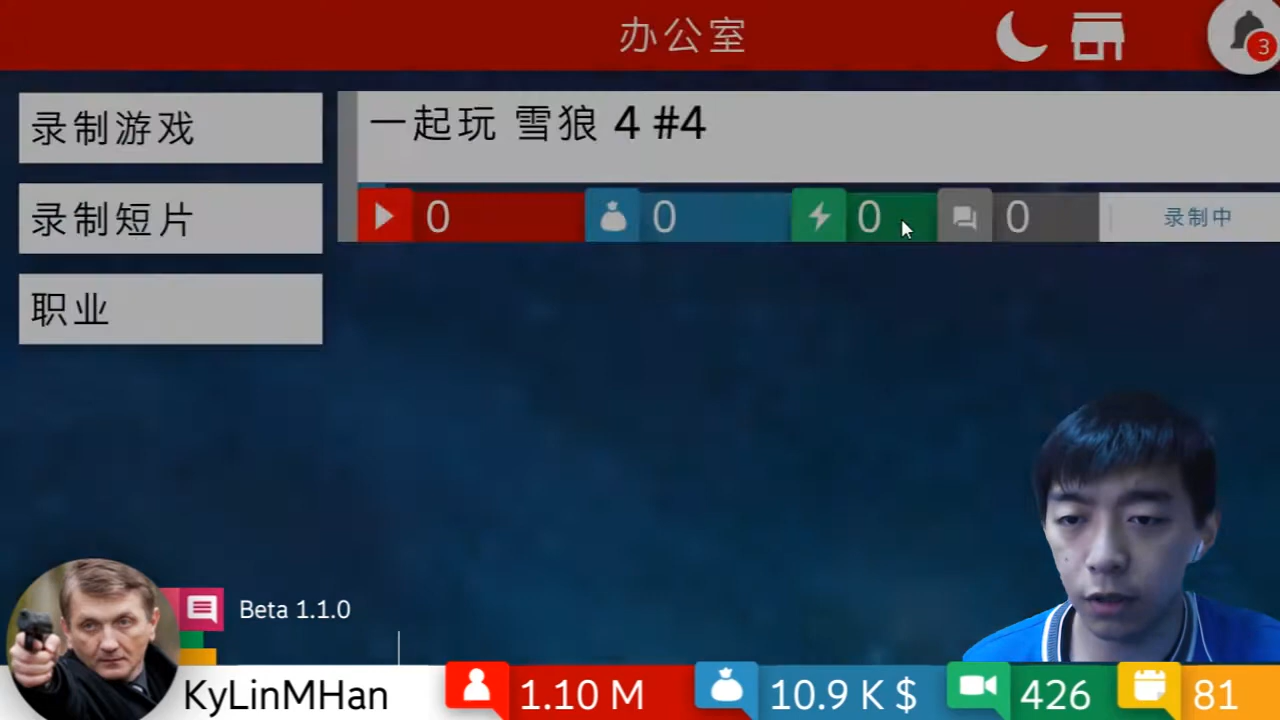 办公室
3
录制游戏
一起玩 雪狼 4 #4
录制短片
0
0
0
0
录制中
职业
Beta 1.1.0
KyLinMHan
1.10 M
10.9 K $
426
81